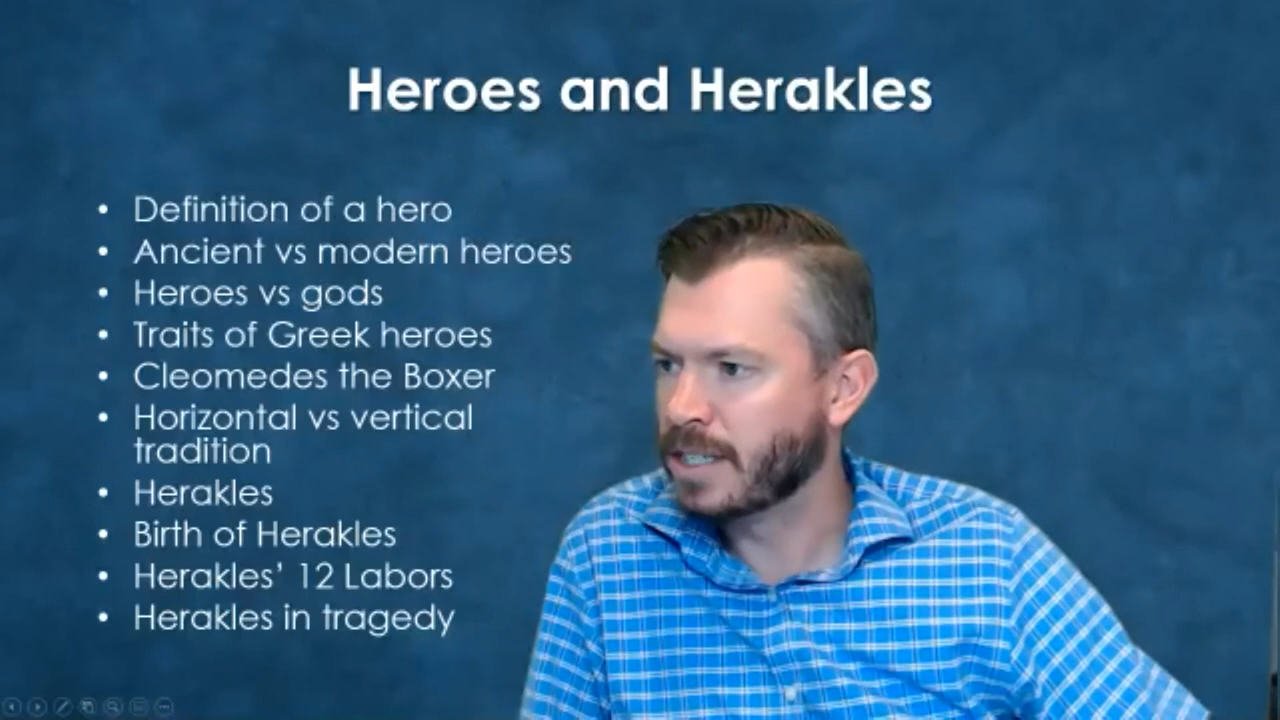 Heroes and Herakles
• Definition of a hero
• Ancient vs modern heroes
• Heroes vs gods
• Traits of Greek heroes
• Cleomedes the Boxer
• Horizontal vs vertical
tradition
• Herakles
• Birth of Herakles
• Herakles’ 12 Labors
• Herakles in tragedy